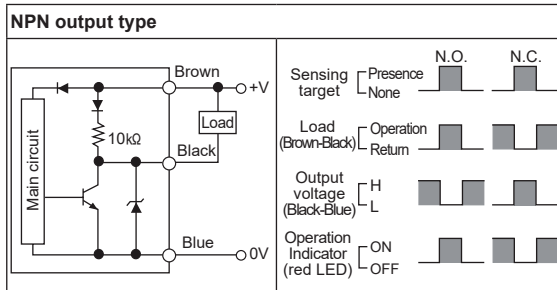 NPN output type
Main circuit
10kΩ
Brown
+V
Load
Black
Blue
0V
N.O.
N.C.
Sensing
target
Presence
None
Load
(Brown-Black)
Operation
Return
Output
voltage
(Black-Blue)
H
L
Operation
Indicator
(red LED)
ON
OFF